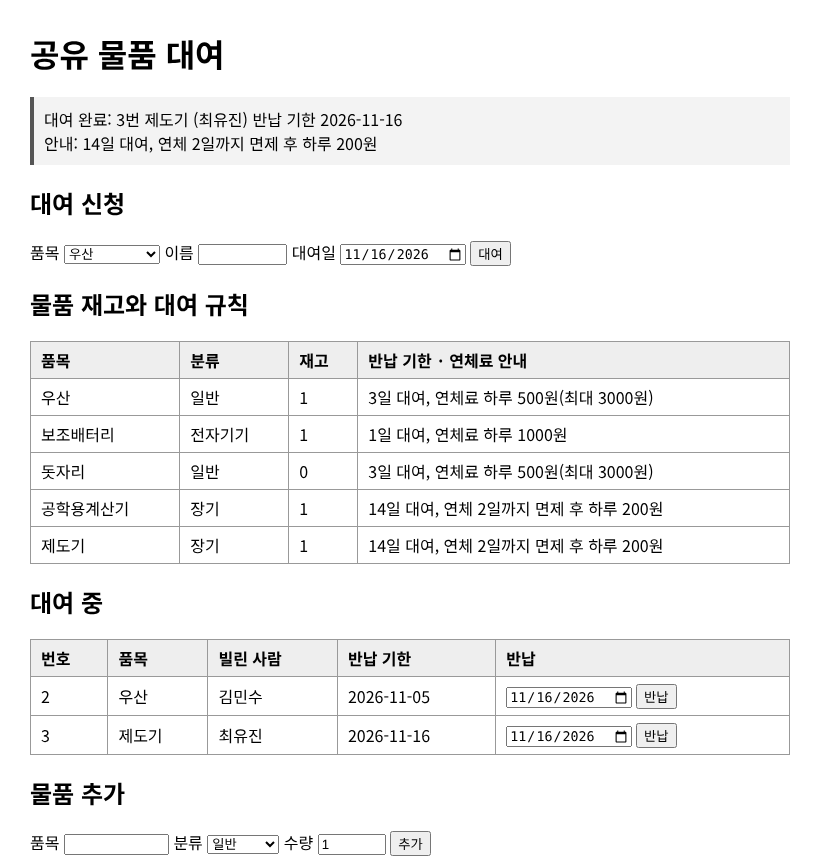 공유 물품 대여
대여 완료: 3번 제도기 (최유진) 반납 기한 2026-11-16
안내: 14일 대여, 연체 2일까지 면제 후 하루 200원
대여 신청
품목 우산 이름 대여일 11/16/2026 대여
물품 재고와 대여 규칙
품목 분류 재고 반납 기한 · 연체료 안내
우산 일반 1 3일 대여, 연체료 하루 500원(최대 3000원)
보조배터리 전자기기 1 1일 대여, 연체료 하루 1000원
돗자리 일반 0 3일 대여, 연체료 하루 500원(최대 3000원)
공학용계산기 장기 1 14일 대여, 연체 2일까지 면제 후 하루 200원
제도기 장기 1 14일 대여, 연체 2일까지 면제 후 하루 200원
대여 중
번호 품목 빌린 사람 반납 기한 반납
2 우산 김민수 2026-11-05 11/16/2026 반납
3 제도기 최유진 2026-11-16 11/16/2026 반납
물품 추가
품목 분류 일반 수량 1 추가